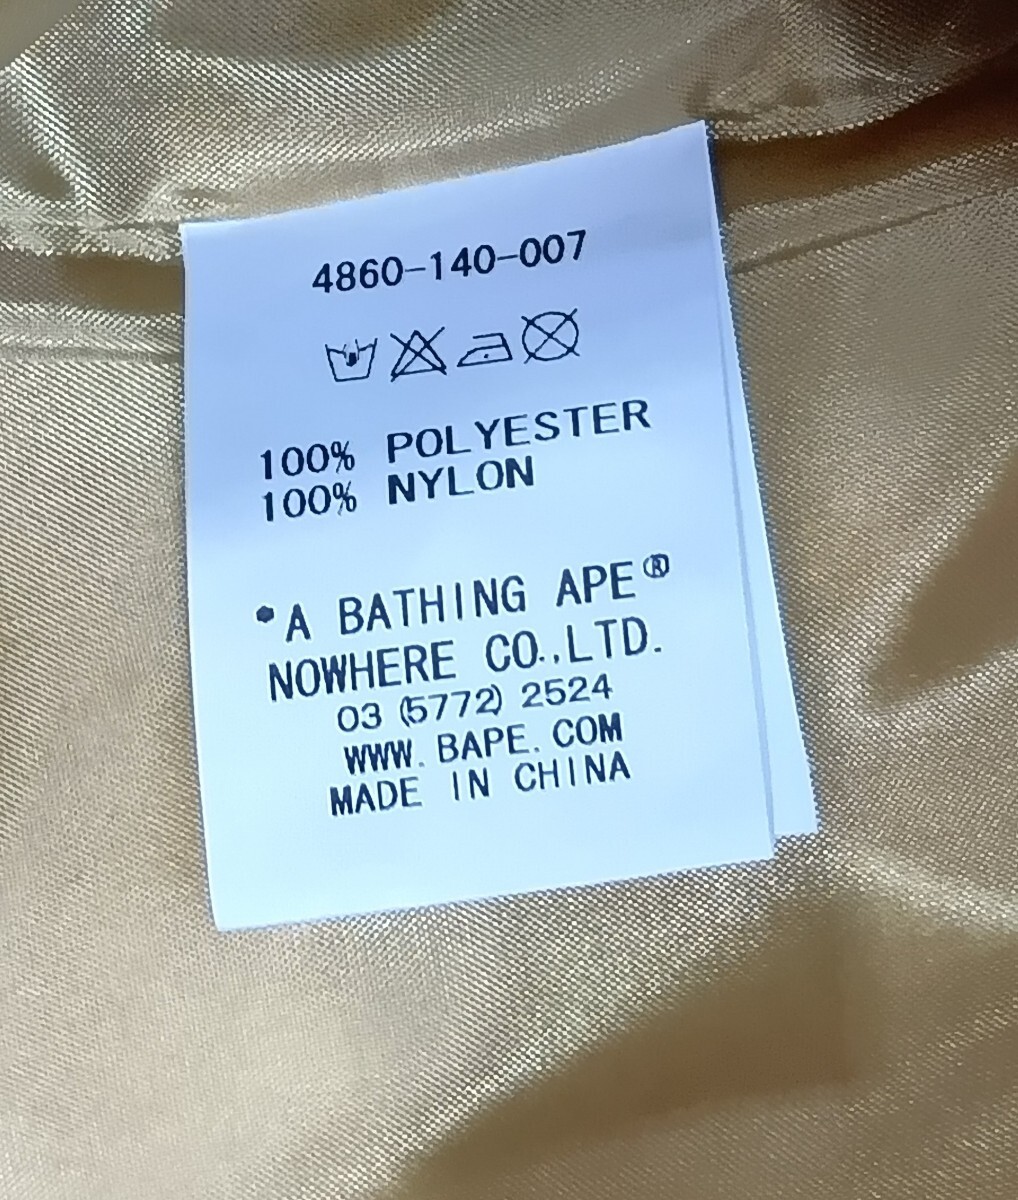 4860-140-007
100% POLYESTER
100% NYLON
*A BATHING APE®
NOWHERE CO.,LTD.
03 (5772) 2524
WWW. BAPE. COM
MADE IN CHINA